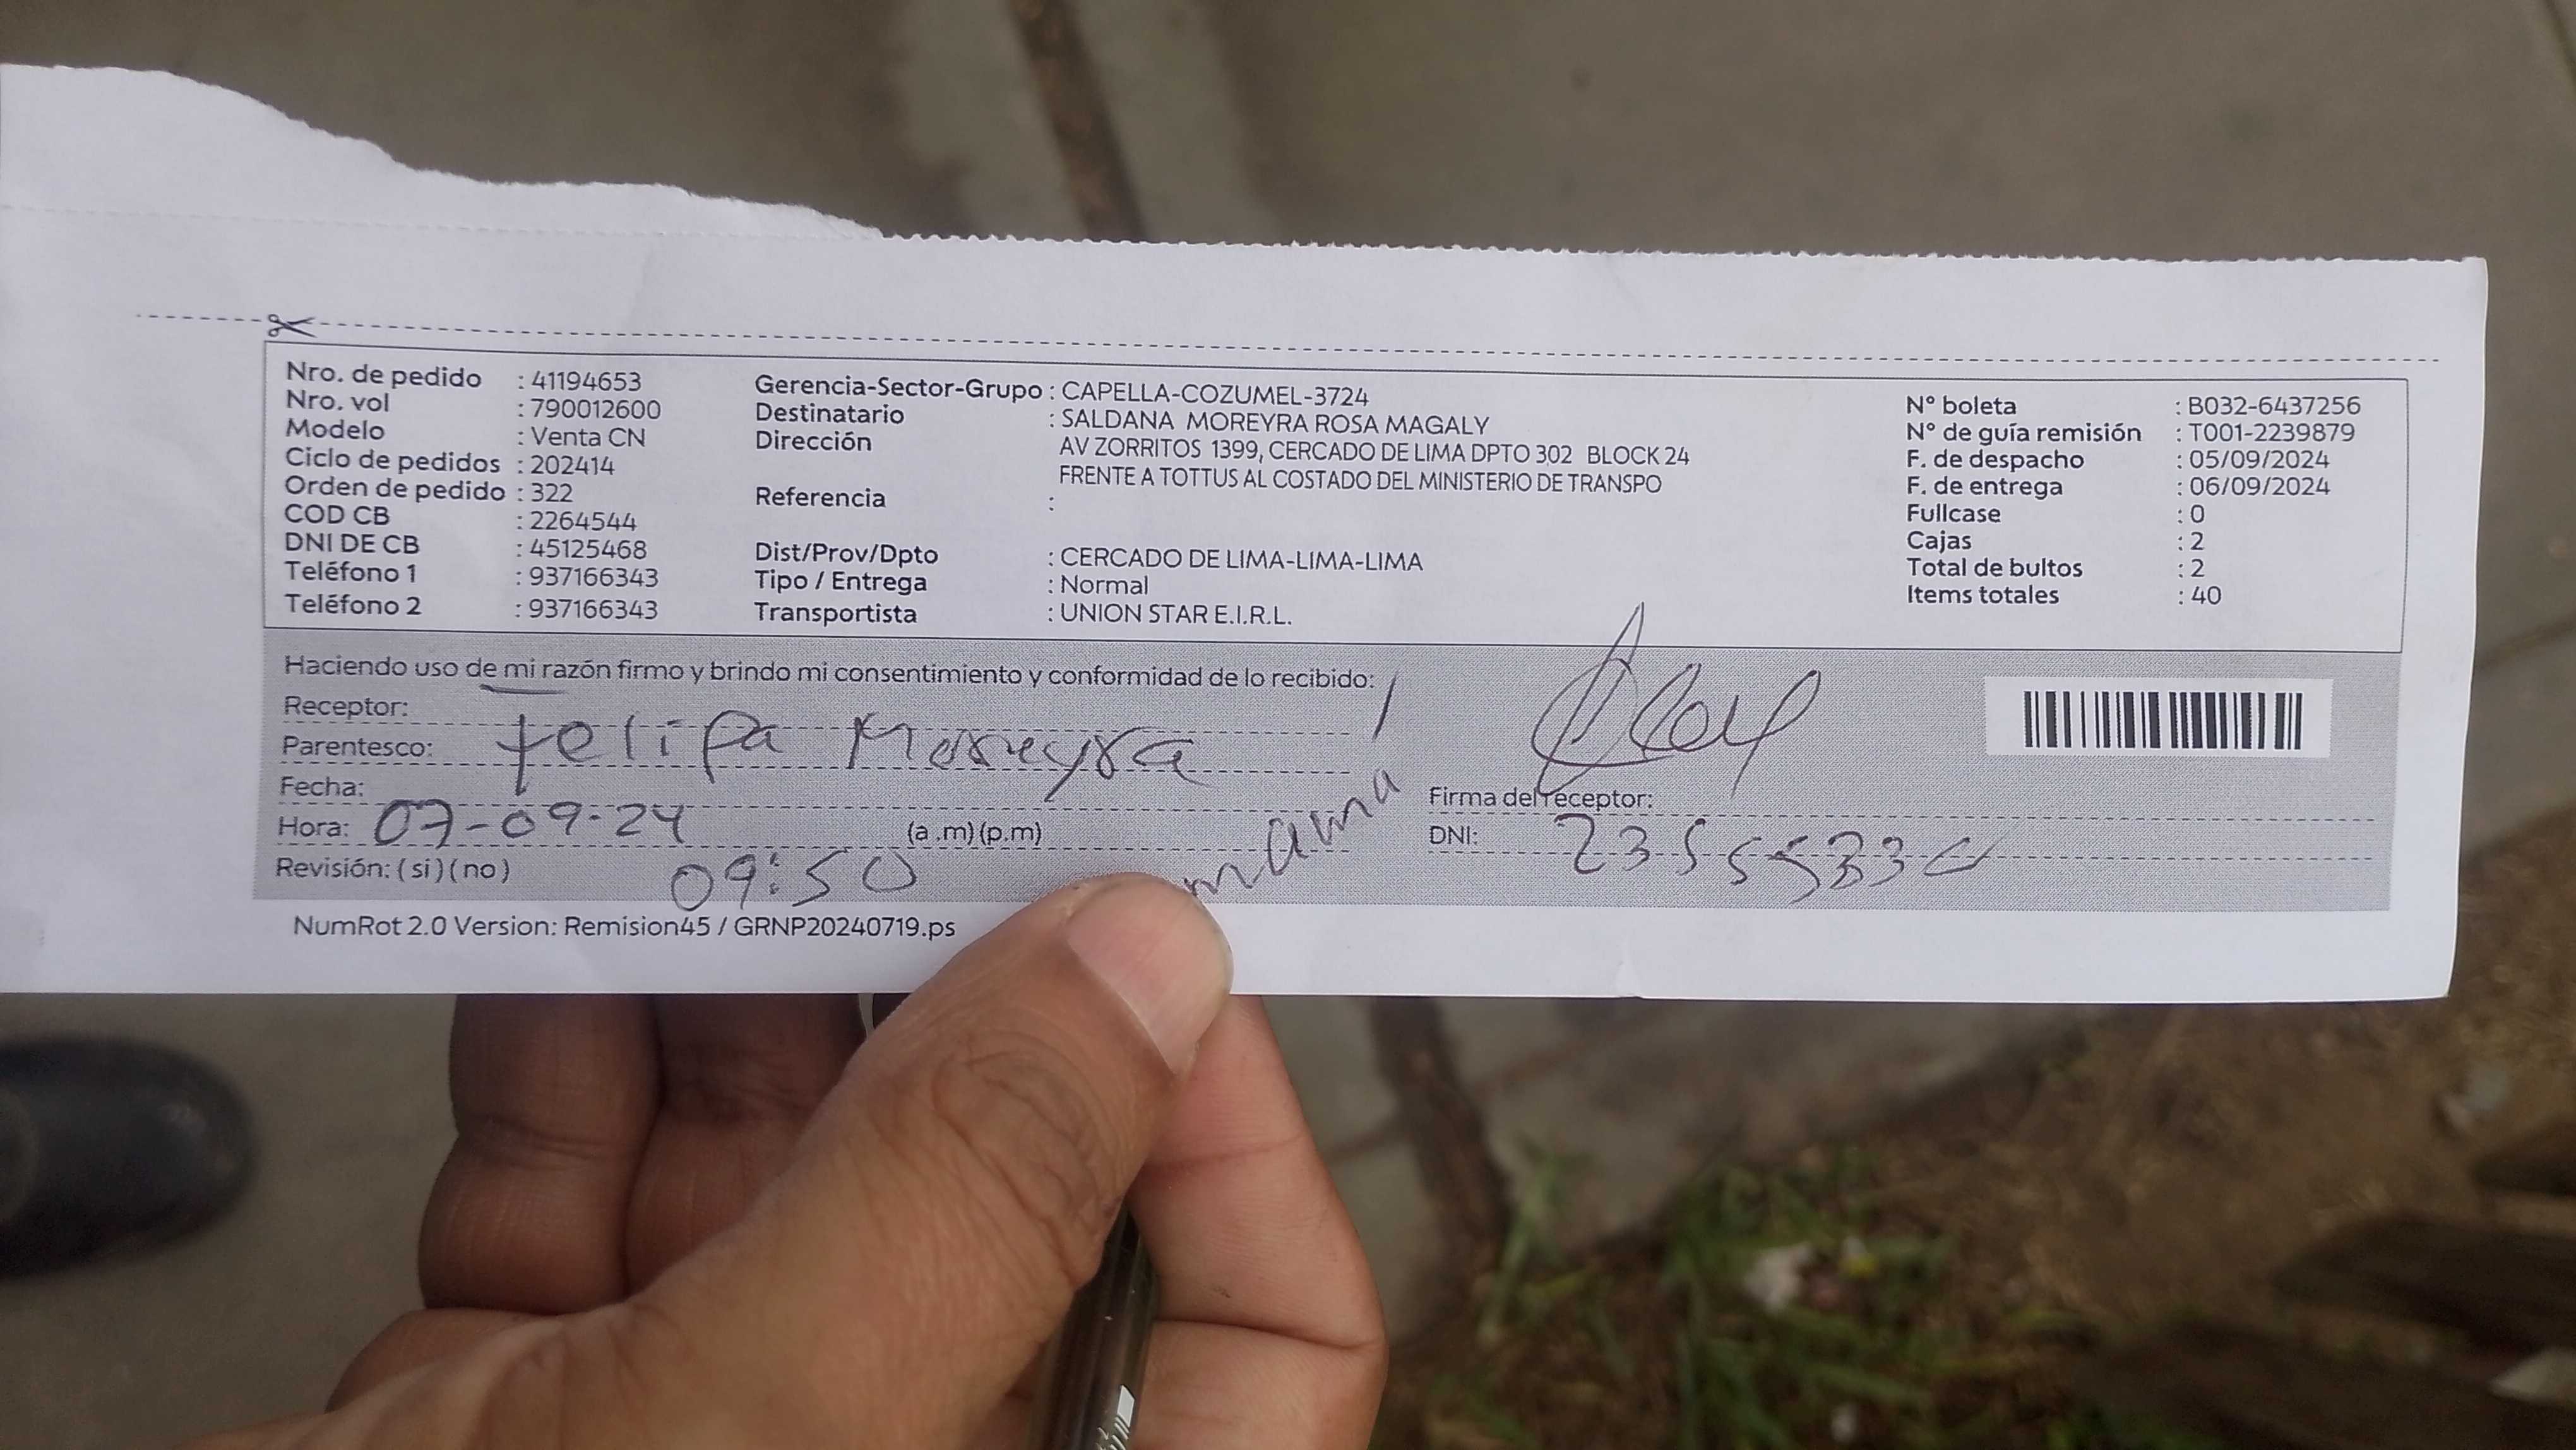 Nro. de pedido : 41194653
Nro. vol : 790012600
Modelo : Venta CN
Ciclo de pedidos : 202414
Orden de pedido : 322
COD CB : 2264544
DNI DE CB : 45125468
Teléfono 1 : 937166343
Teléfono 2 : 937166343
Gerencia-Sector-Grupo : CAPELLA-COZUMEL-3724
Destinatario : SALDANA MOREYRA ROSA MAGALY
Dirección AV ZORRITOS 1399, CERCADO DE LIMA DPTO 302 BLOCK 24
FRENTE A TOTTUS AL COSTADO DEL MINISTERIO DE TRANSPO
Referencia :
Dist/Prov/Dpto : CERCADO DE LIMA-LIMA-LIMA
Tipo / Entrega : Normal
Transportista : UNION STAR E.I.R.L.
N° boleta : B032-6437256
N° de guía remisión : T001-2239879
F. de despacho : 05/09/2024
F. de entrega : 06/09/2024
Fullcase : 0
Cajas : 2
Total de bultos : 2
Items totales : 40
Haciendo uso de mi razón firmo y brindo mi consentimiento y conformidad de lo recibido:
Receptor:
Parentesco: Felipa Moreyra
mama
Fecha:
Hora: 07-09-24 (a .m) (p.m)
Revisión: ( si ) ( no ) 09:50
Firma del receptor:
DNI:
NumRot 2.0 Version: Remision45 / GRNP20240719.ps